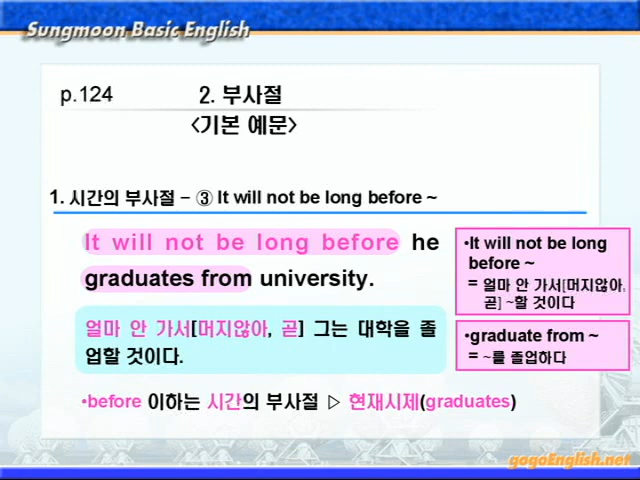 Sungmoon Basic English
p.124
2. 부사절
<기본 예문>
1. 시간의 부사절 – ③ It will not be long before ~
It will not be long before he
graduates from university.
얼마 안 가서[머지않아, 곧] 그는 대학을 졸
업할 것이다.
•before 이하는 시간의 부사절 ▷ 현재시제(graduates)
•It will not be long
before ~
= 얼마 안 가서[머지않아,
곧] ~할 것이다
•graduate from ~
= ~를 졸업하다
gogoEnglish.net